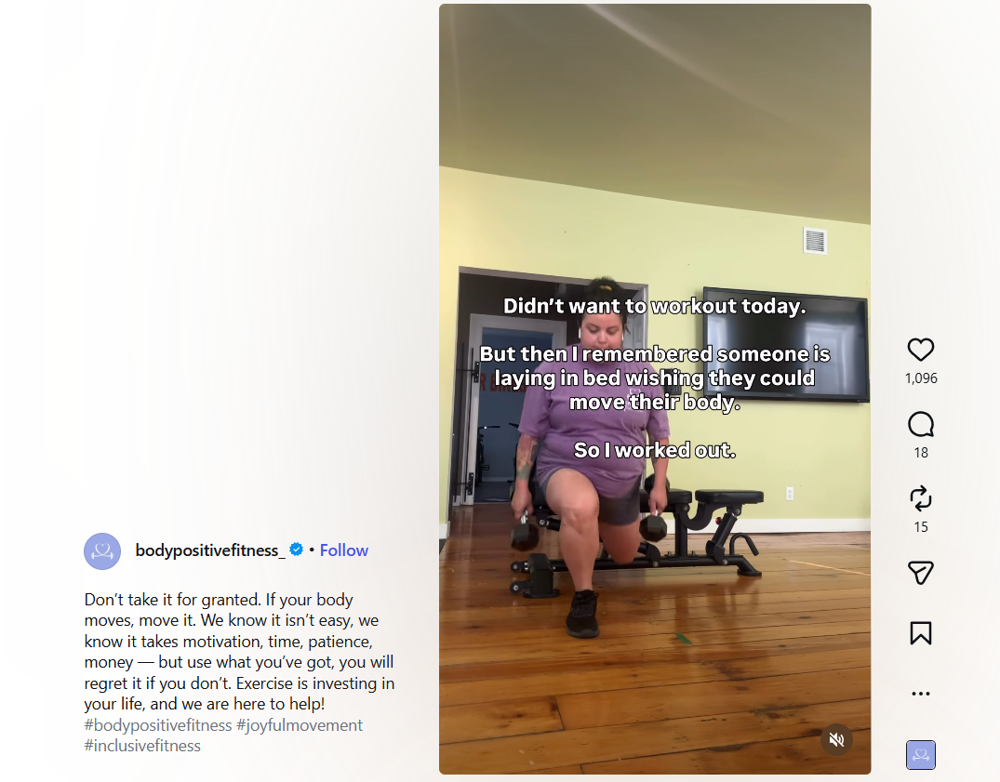 Didn't want to workout today.
But then I remembered someone is
laying in bed wishing they could
move their body.
So I worked out.
1,096
18
15
bodypositivefitness_ • Follow
Don't take it for granted. If your body
moves, move it. We know it isn't easy, we
know it takes motivation, time, patience,
money — but use what you've got, you will
regret it if you don't. Exercise is investing in
your life, and we are here to help!
#bodypositivefitness #joyfulmovement
#inclusivefitness